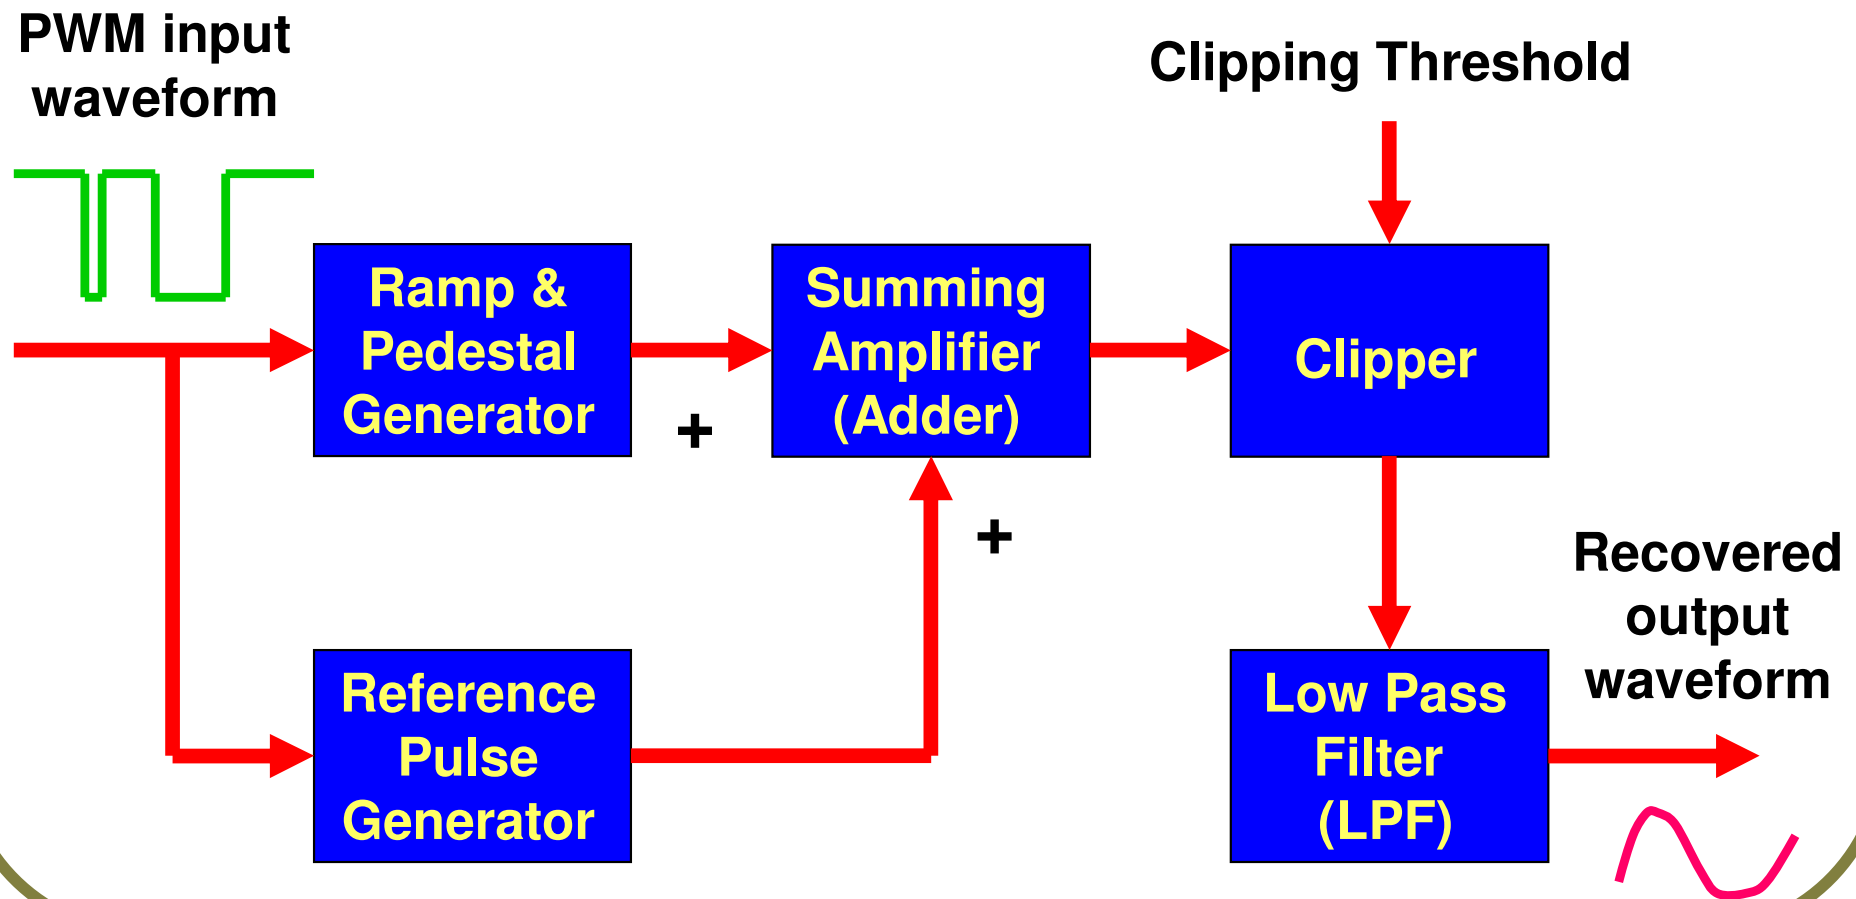 PWM input
waveform
Clipping Threshold
Ramp &
Pedestal
Generator
+
Summing
Amplifier
(Adder)
+
Clipper
Reference
Pulse
Generator
Low Pass
Filter
(LPF)
Recovered
output
waveform